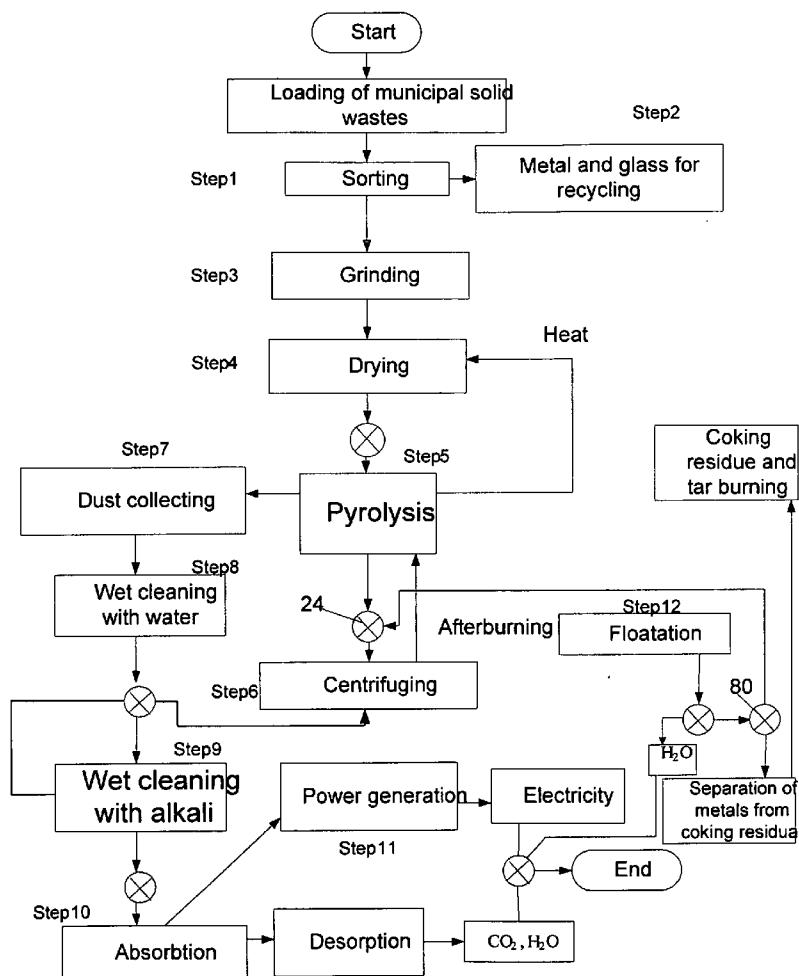 Start
Loading of municipal solid
wastes
Step2
Step1
Sorting
Metal and glass for
recycling
Step3
Grinding
Heat
Step4
Drying
Step7
Step5
Coking
residue and
tar burning
Dust collecting
Pyrolysis
Step8
Wet cleaning
with water
24
Step12
Afterburning
Floatation
Step6
Centrifuging
80
Step9
H2O
Wet cleaning
with alkali
Power generation
Electricity
Separation of
metals from
coking residua
Step11
End
Step10
Absorbtion
Desorption
CO2, H2O